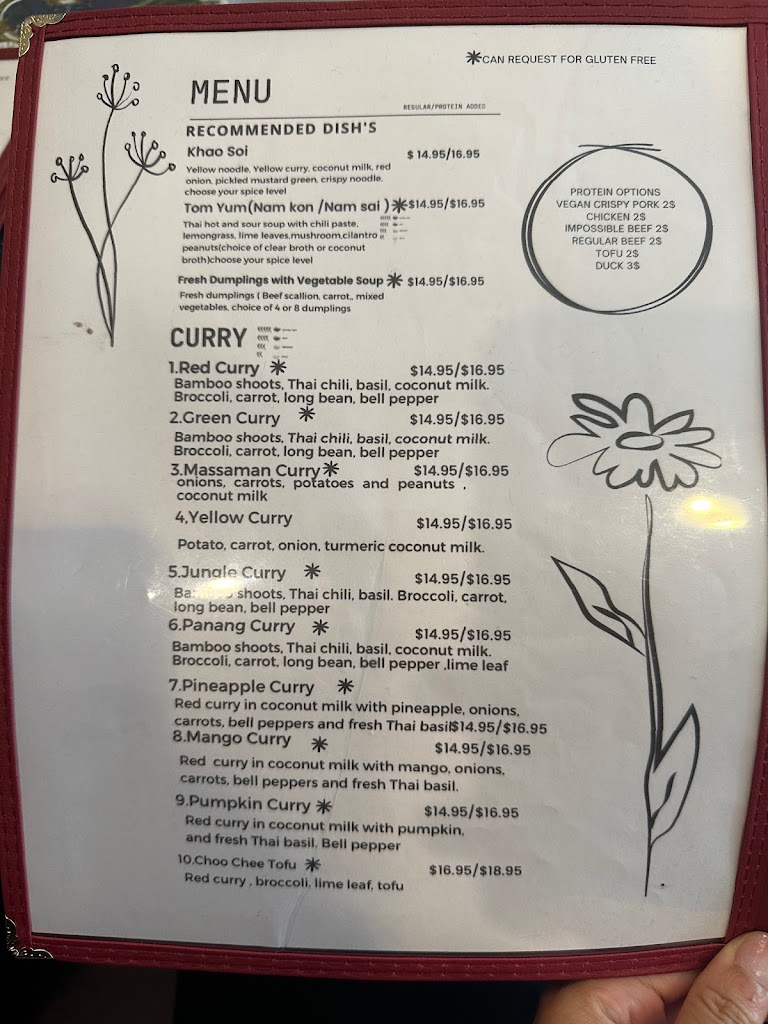 ✱CAN REQUEST FOR GLUTEN FREE
MENU
REGULAR/PROTEIN ADDED
RECOMMENDED DISH'S
Khao Soi $ 14.95/16.95
Yellow noodle, Yellow curry, coconut milk, red
onion, pickled mustard green, crispy noodle,
choose your spice level
Tom Yum(Nam kon /Nam sai )✱$14.95/$16.95
Thai hot and sour soup with chili paste,
lemongrass, lime leaves,mushroom,cilantro
peanuts(choice of clear broth or coconut
broth)choose your spice level
Fresh Dumplings with Vegetable Soup ✱ $14.95/$16.95
Fresh dumplings ( Beef scallion, carrot,, mixed
vegetables, choice of 4 or 8 dumplings
PROTEIN OPTIONS
VEGAN CRISPY PORK 2$
CHICKEN 2$
IMPOSSIBLE BEEF 2$
REGULAR BEEF 2$
TOFU 2$
DUCK 3$
CURRY
1.Red Curry ✱ $14.95/$16.95
Bamboo shoots, Thai chili, basil, coconut milk.
Broccoli, carrot, long bean, bell pepper
2.Green Curry ✱ $14.95/$16.95
Bamboo shoots, Thai chili, basil, coconut milk.
Broccoli, carrot, long bean, bell pepper
3.Massaman Curry✱ $14.95/$16.95
onions, carrots, potatoes and peanuts ,
coconut milk
4,Yellow Curry $14.95/$16.95
Potato, carrot, onion, turmeric coconut milk.
5.Jungle Curry ✱ $14.95/$16.95
shoots, Thai chili, basil. Broccoli, carrot,
long bean, bell pepper
6.Panang Curry ✱ $14.95/$16.95
Bamboo shoots, Thai chili, basil, coconut milk.
Broccoli, carrot, long bean, bell pepper ,lime leaf
7.Pineapple Curry ✱
Red curry in coconut milk with pineapple, onions,
carrots, bell peppers and fresh Thai basil$14.95/$16.95
8.Mango Curry ✱ $14.95/$16.95
Red curry in coconut milk with mango, onions,
carrots, bell peppers and fresh Thai basil.
9.Pumpkin Curry ✱ $14.95/$16.95
Red curry in coconut milk with pumpkin,
and fresh Thai basil. Bell pepper
10.Choo Chee Tofu ✱ $16.95/$18.95
Red curry , broccoli, lime leaf, tofu